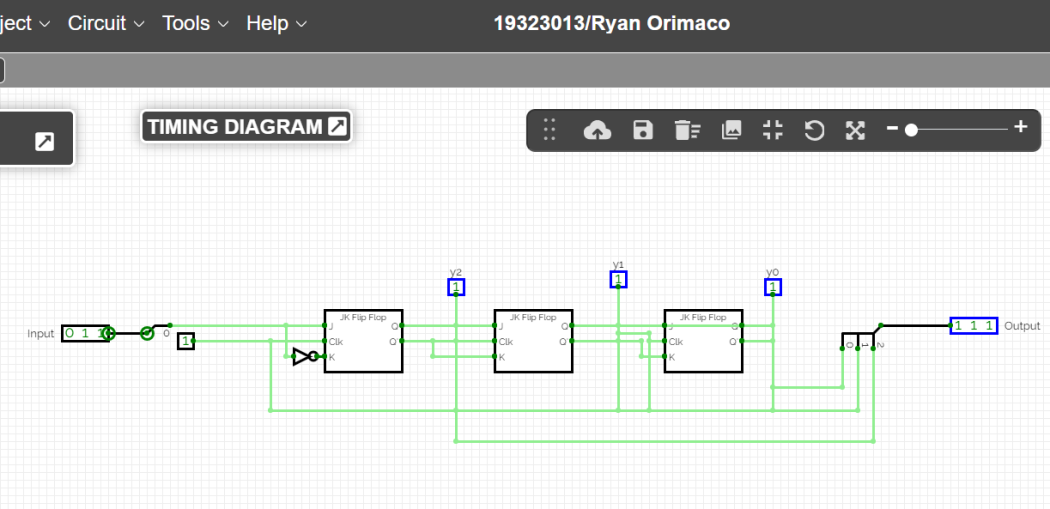 ject Circuit Tools Help 19323013/Ryan Orimaco
TIMING DIAGRAM
y2 y1 y0
1 1 1
JK Flip Flop JK Flip Flop JK Flip Flop
Input 0 1 1 0 J Q J Q J Q 1 1 1 Output
1 Clk Q' Clk Q' Clk Q' 0 1 2
K K K